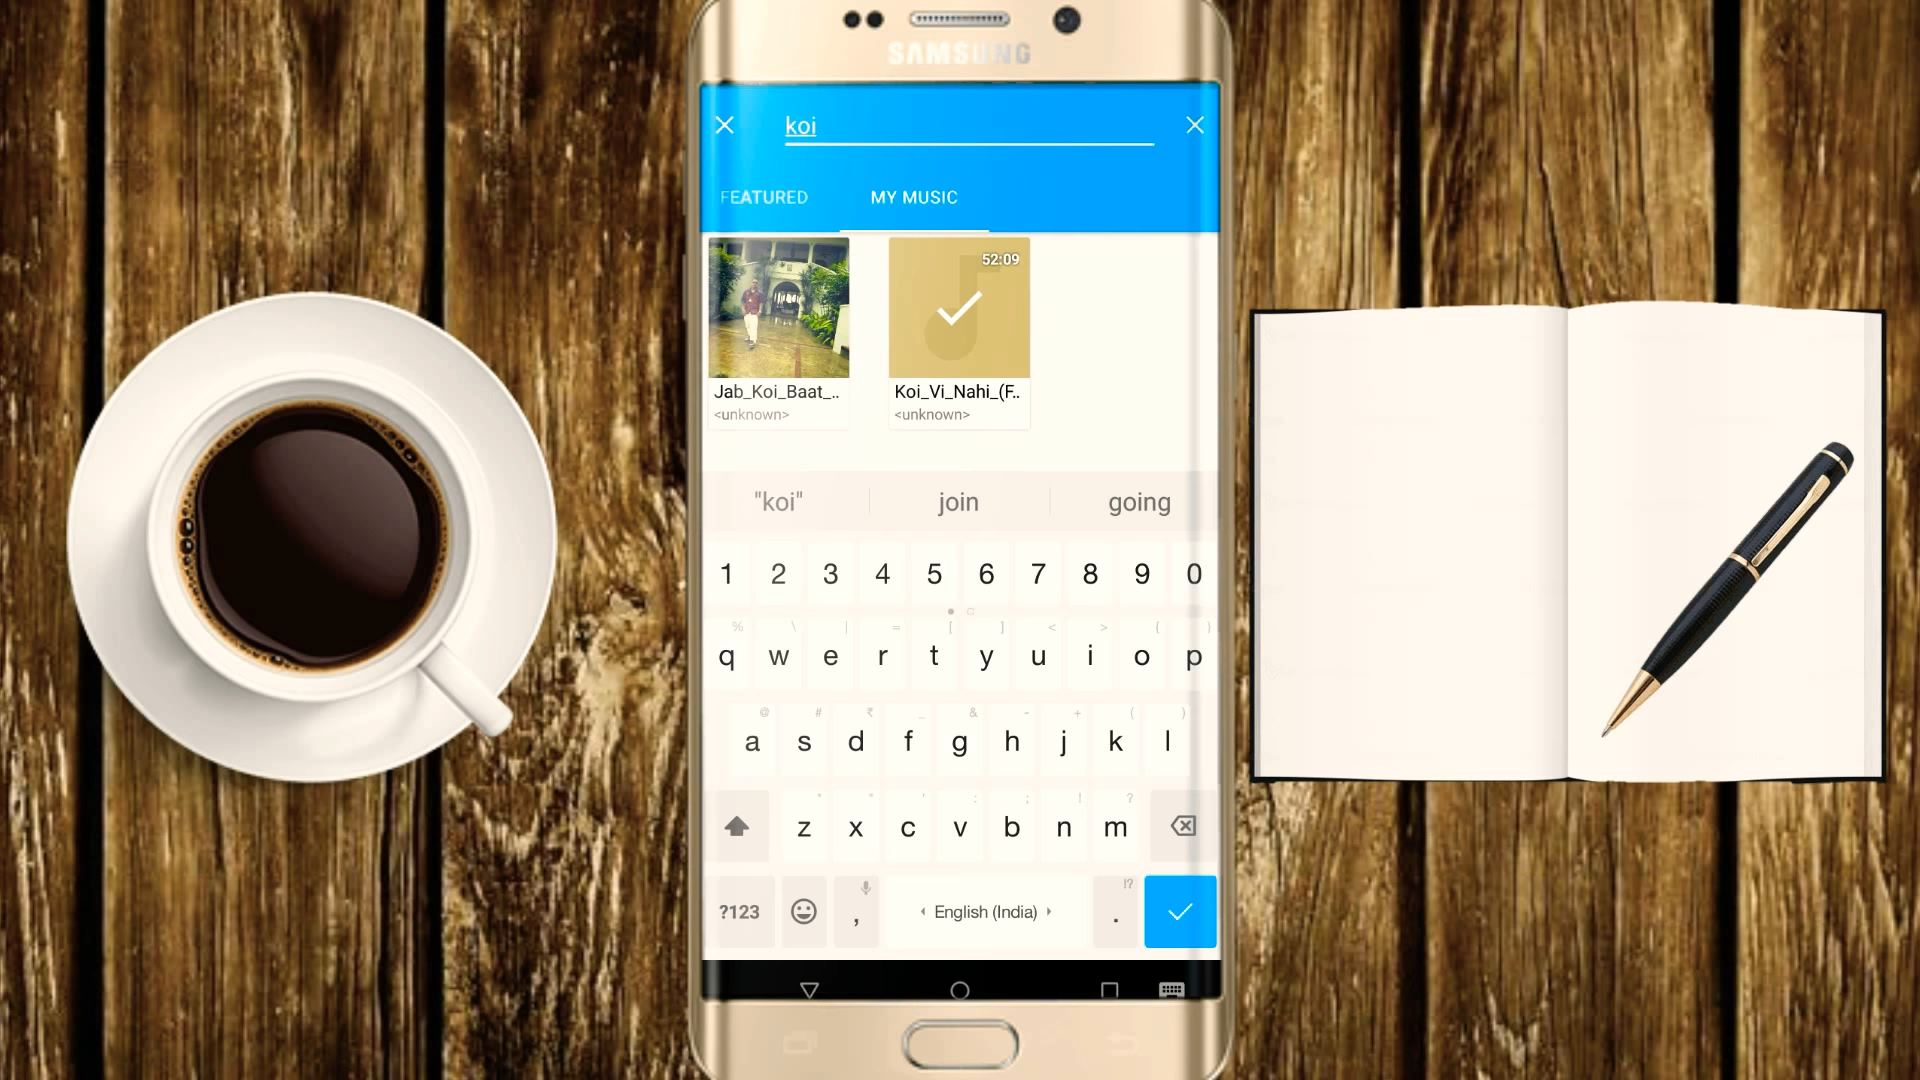 SAMSUNG
koi
FEATURED
MY MUSIC
52:09
Jab_Koi_Baat_..
<unknown>
Koi_Vi_Nahi_(F..
<unknown>
"koi"
join
going
1 2 3 4 5 6 7 8 9 0
% \ | = [ ] < > { }
q w e r t y u i o p
@ # ₹ _ & - + ( )
a s d f g h j k l
* " ' : ; ! ?
z x c v b n m
!?
?123 , English (India) .